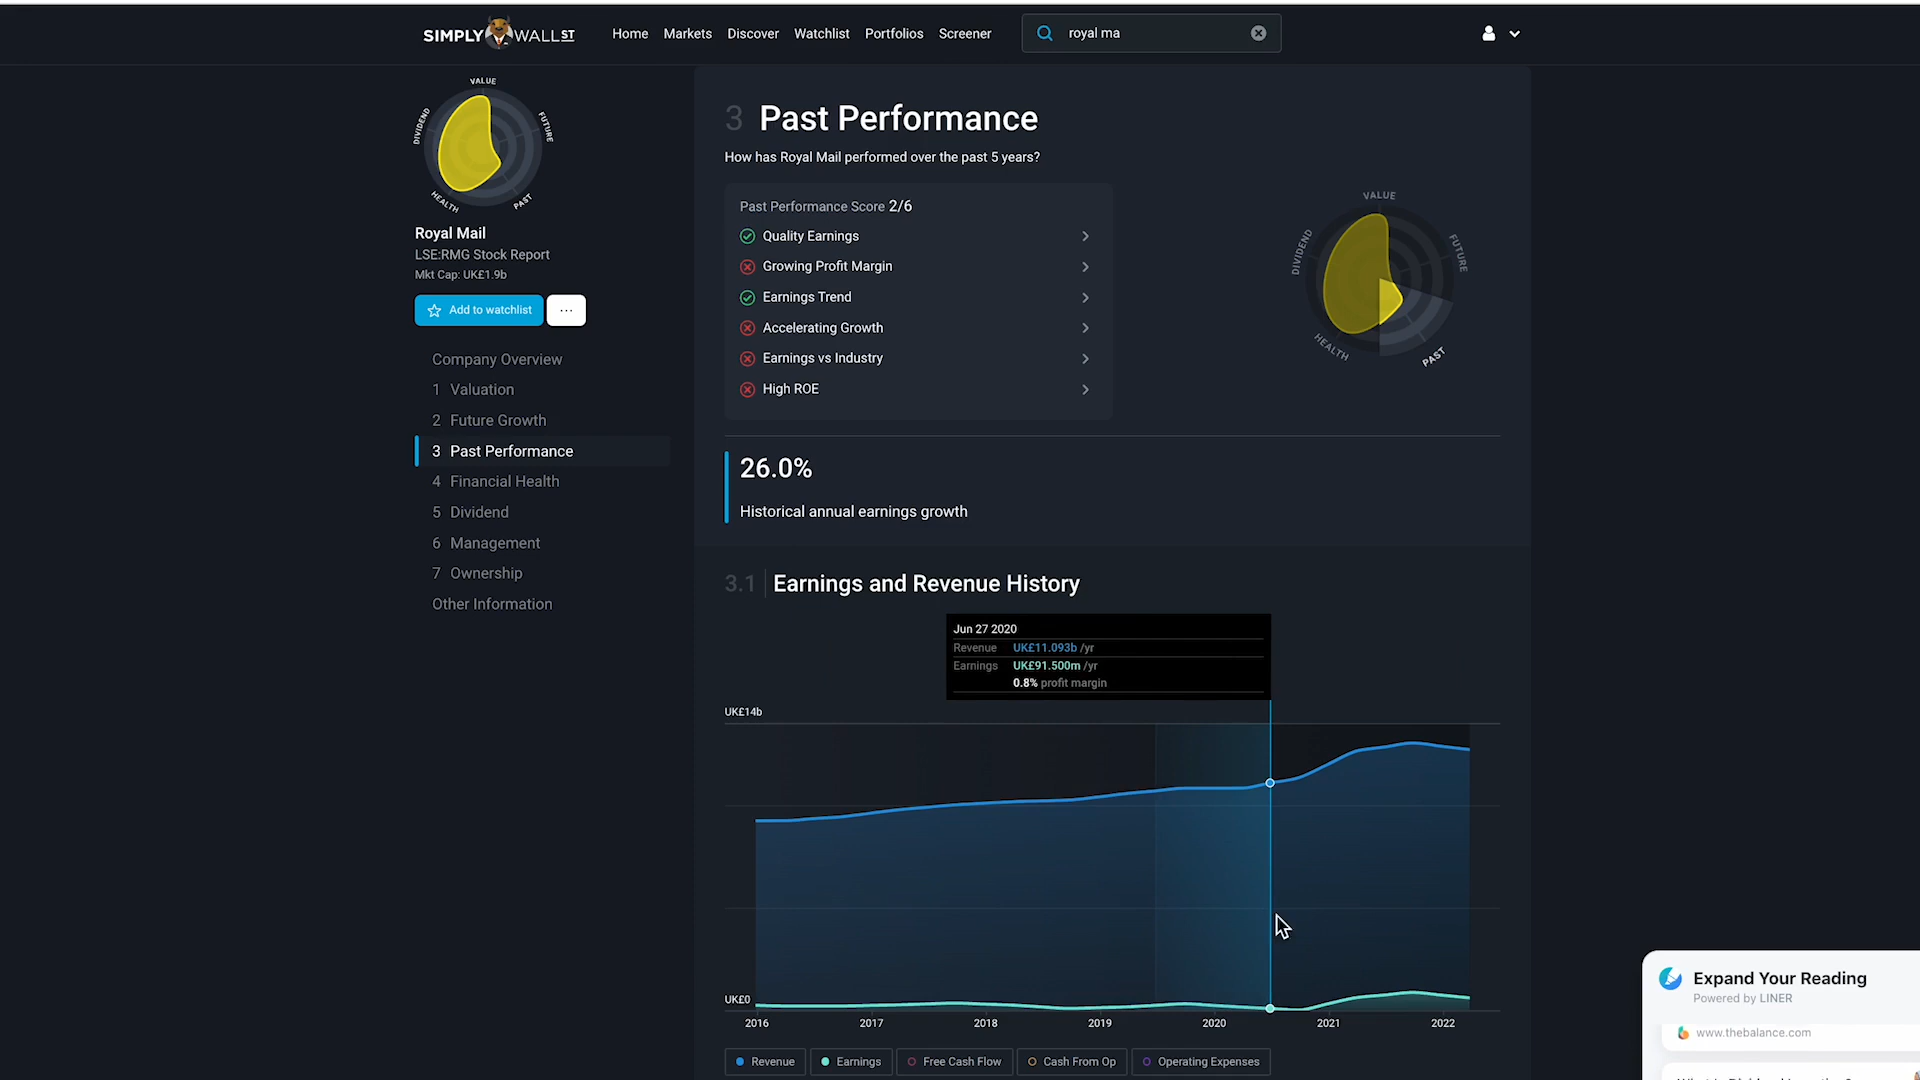 SIMPLY WALL ST
Home Markets Discover Watchlist Portfolios Screener
royal ma
VALUE
FUTURE
PAST
HEALTH
DIVIDEND
Royal Mail
LSE:RMG Stock Report
Mkt Cap: UK£1.9b
Add to watchlist
...
Company Overview
1 Valuation
2 Future Growth
3 Past Performance
4 Financial Health
5 Dividend
6 Management
7 Ownership
Other Information
3 Past Performance
How has Royal Mail performed over the past 5 years?
Past Performance Score 2/6
Quality Earnings
Growing Profit Margin
Earnings Trend
Accelerating Growth
Earnings vs Industry
High ROE
VALUE
FUTURE
PAST
HEALTH
DIVIDEND
26.0%
Historical annual earnings growth
3.1 Earnings and Revenue History
Jun 27 2020
Revenue UK£11.093b /yr
Earnings UK£91.500m /yr
0.8% profit margin
UK£14b
UK£0
2016 2017 2018 2019 2020 2021 2022
Revenue Earnings Free Cash Flow Cash From Op Operating Expenses
Expand Your Reading
Powered by LINER
www.thebalance.com